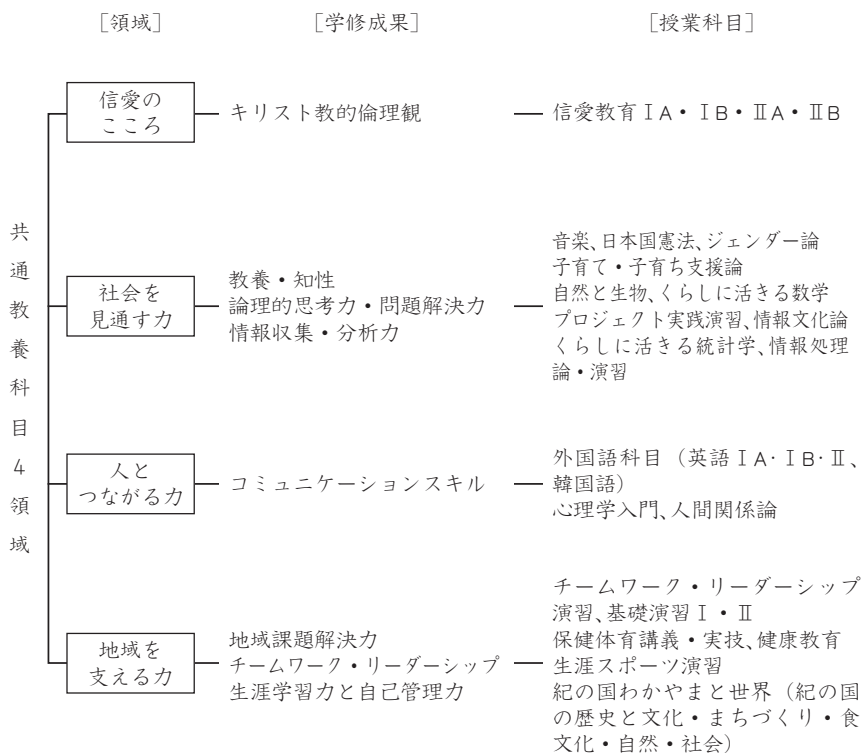 [領域]
[学修成果]
[授業科目]
共通教養科目4領域
信愛の
こころ
キリスト教的倫理観
信愛教育ⅠA・ⅠB・ⅡA・ⅡB
社会を
見通す力
教養・知性
論理的思考力・問題解決力
情報収集・分析力
音楽、日本国憲法、ジェンダー論
子育て・子育ち支援論
自然と生物、くらしに活きる数学
プロジェクト実践演習、情報文化論
くらしに活きる統計学、情報処理
論・演習
人と
つながる力
コミュニケーションスキル
外国語科目（英語ⅠA・ⅠB・Ⅱ、
韓国語）
心理学入門、人間関係論
地域を
支える力
地域課題解決力
チームワーク・リーダーシップ
生涯学習力と自己管理力
チームワーク・リーダーシップ
演習、基礎演習Ⅰ・Ⅱ
保健体育講義・実技、健康教育
生涯スポーツ演習
紀の国わかやまと世界（紀の国
の歴史と文化・まちづくり・食
文化・自然・社会）